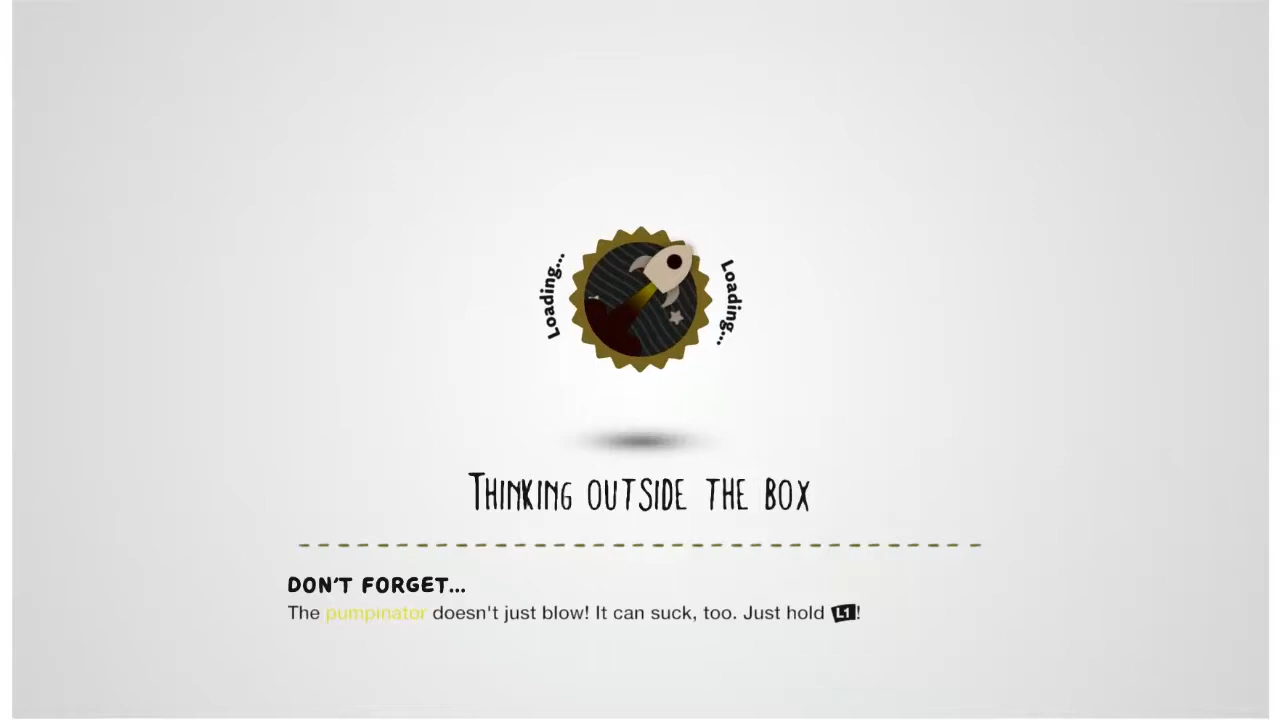 Loading...
Loading...
THINKING OUTSIDE THE BOX
DON'T FORGET...
The pumpinator doesn't just blow! It can suck, too. Just hold L1!